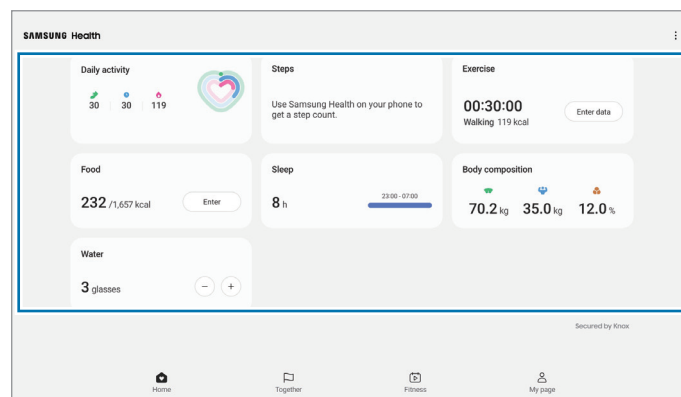 SAMSUNG Health
Daily activity
30 30 119
Steps
Use Samsung Health on your phone to
get a step count.
Exercise
00:30:00
Walking 119 kcal
Enter data
Food
232 /1,657 kcal
Enter
Sleep
8 h
23:00 - 07:00
Body composition
70.2 kg 35.0 kg 12.0 %
Water
3 glasses
Secured by Knox
Home
Together
Fitness
My page